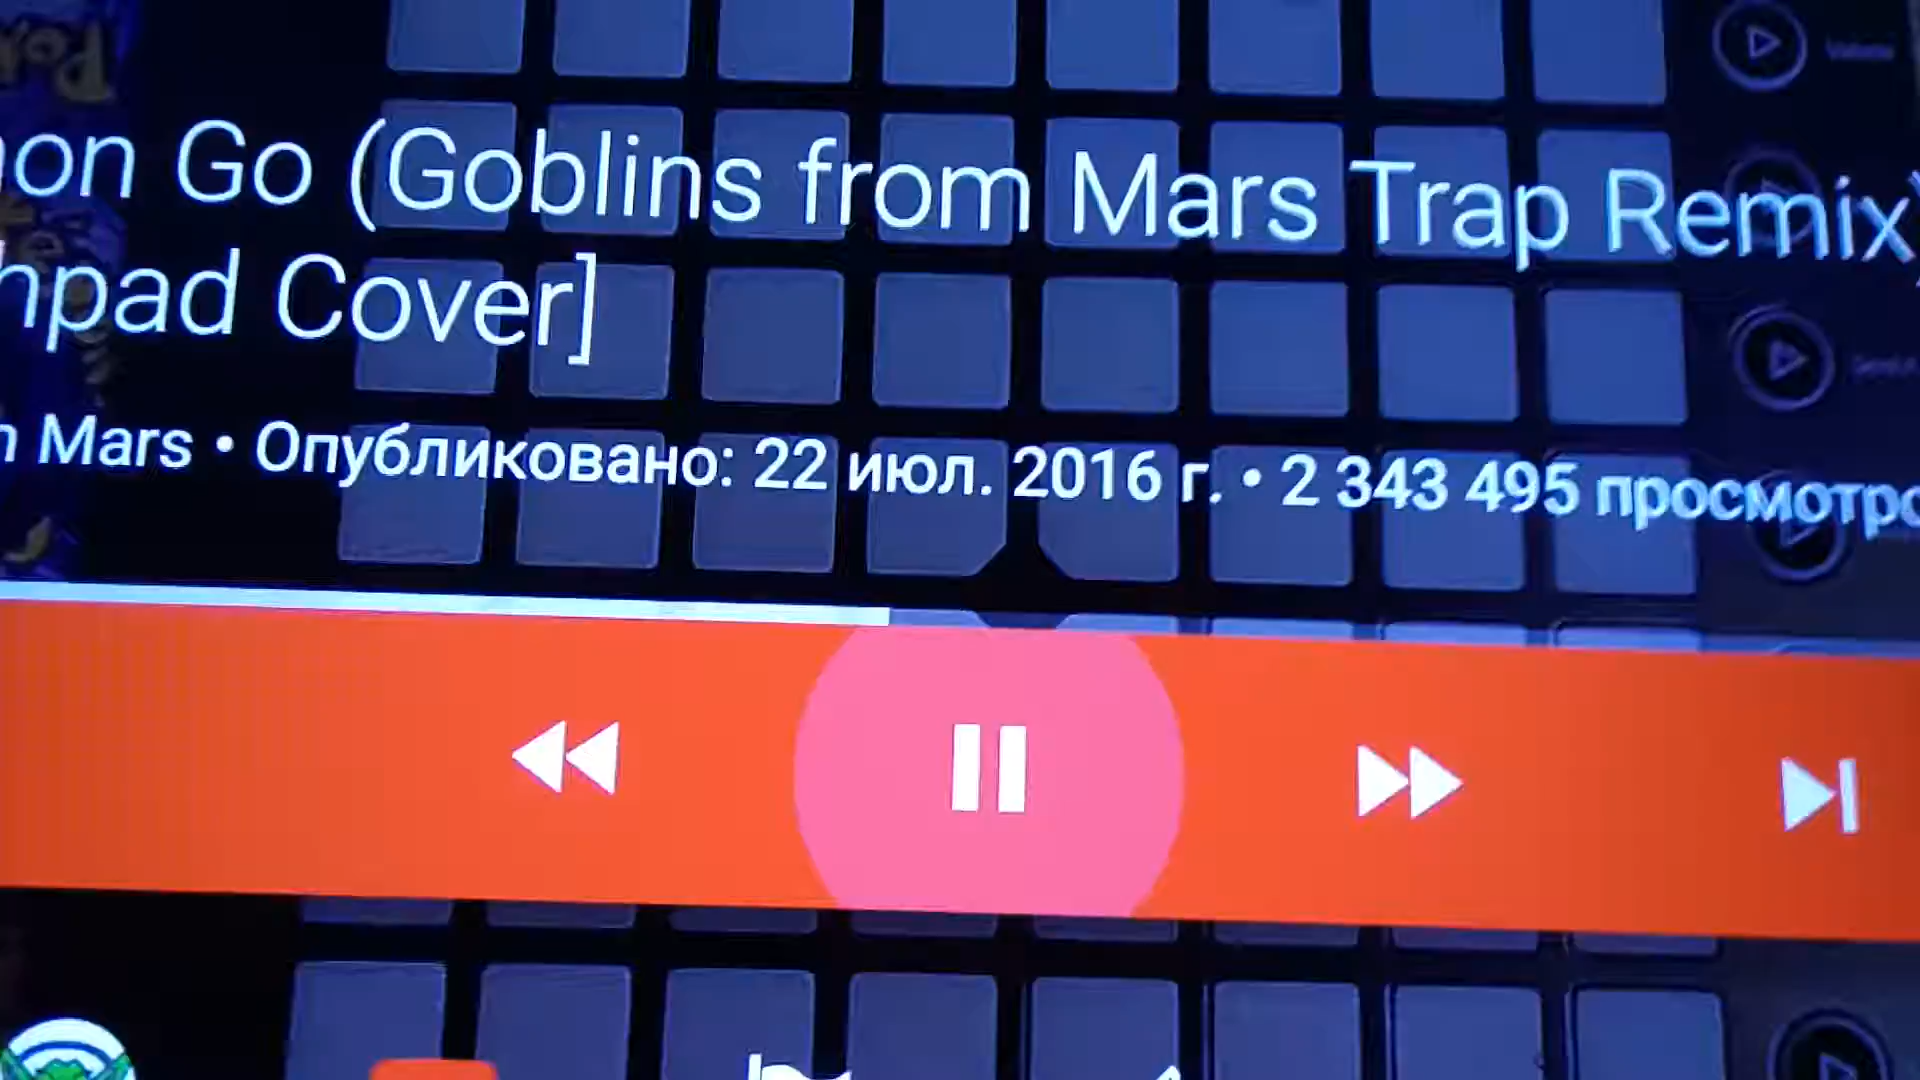 on Go (Goblins from Mars Trap Remix)
hpad Cover]
n Mars • Опубликовано: 22 июл. 2016 г. • 2 343 495 просмотро